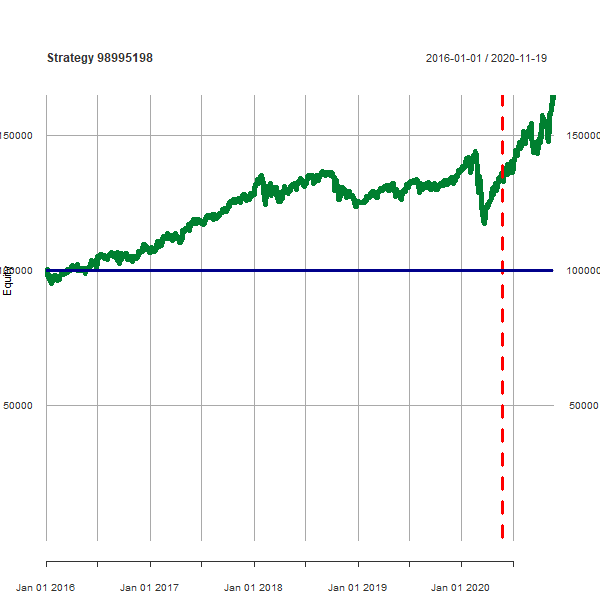 Strategy 98995198 2016-01-01 / 2020-11-19
150000 150000
100000 100000
Equity
50000 50000
Jan 01 2016 Jan 01 2017 Jan 01 2018 Jan 01 2019 Jan 01 2020